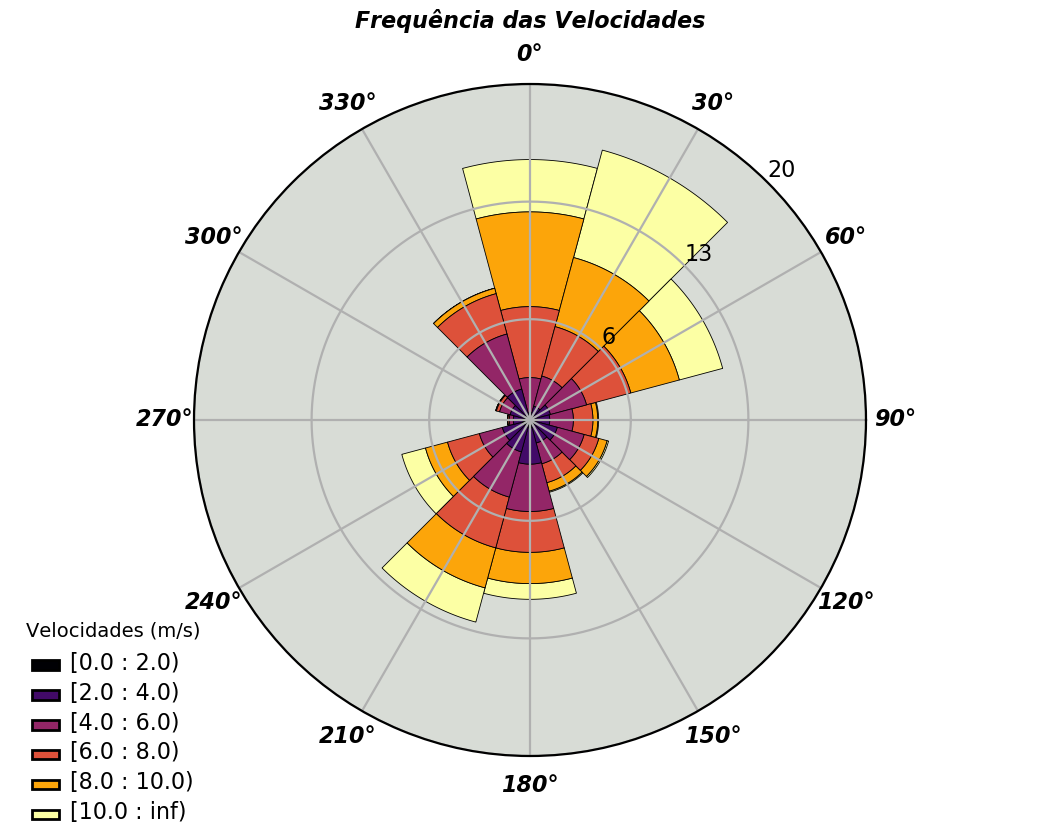 Frequência das Velocidades
0°
330°
30°
20
300°
60°
13
6
270°
90°
240°
120°
210°
150°
180°
Velocidades (m/s)
[0.0 : 2.0)
[2.0 : 4.0)
[4.0 : 6.0)
[6.0 : 8.0)
[8.0 : 10.0)
[10.0 : inf)